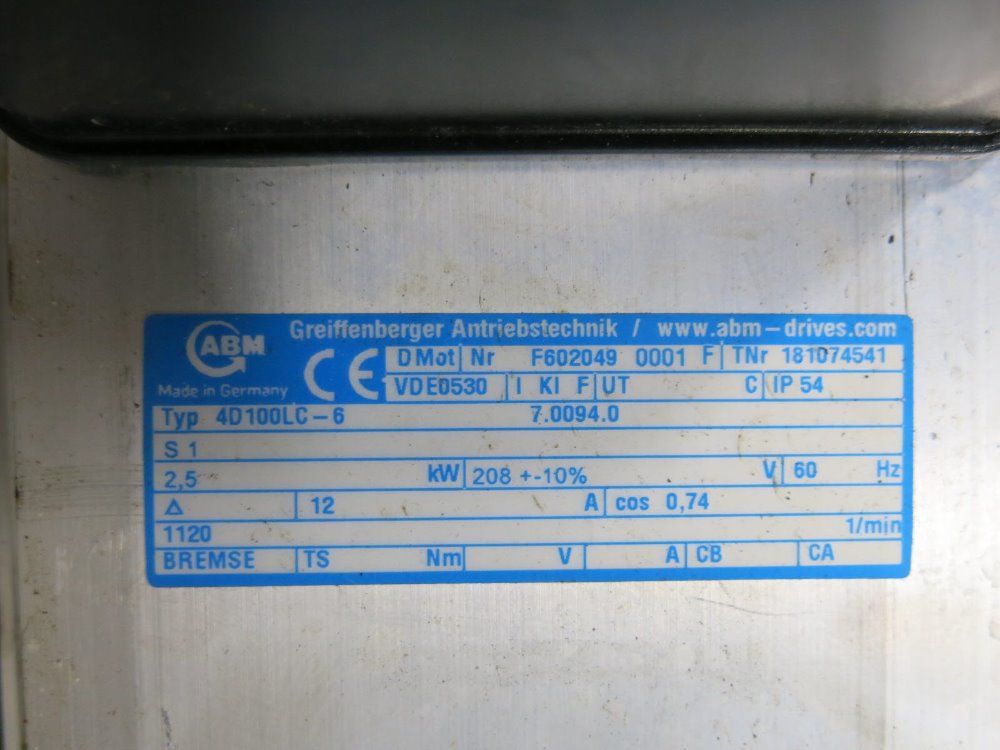 ABM
Made in Germany
Greiffenberger Antriebstechnik / www.abm-drives.com
CE
D Mot Nr F602049 0001 F TNr 181074541
VDE0530 I KI F UT C IP 54
Typ 4D100LC-6 7.0094.0
S 1
2,5 kW 208 +-10% V 60 Hz
Δ 12 A cos 0,74
1120 1/min
BREMSE TS Nm V A CB CA